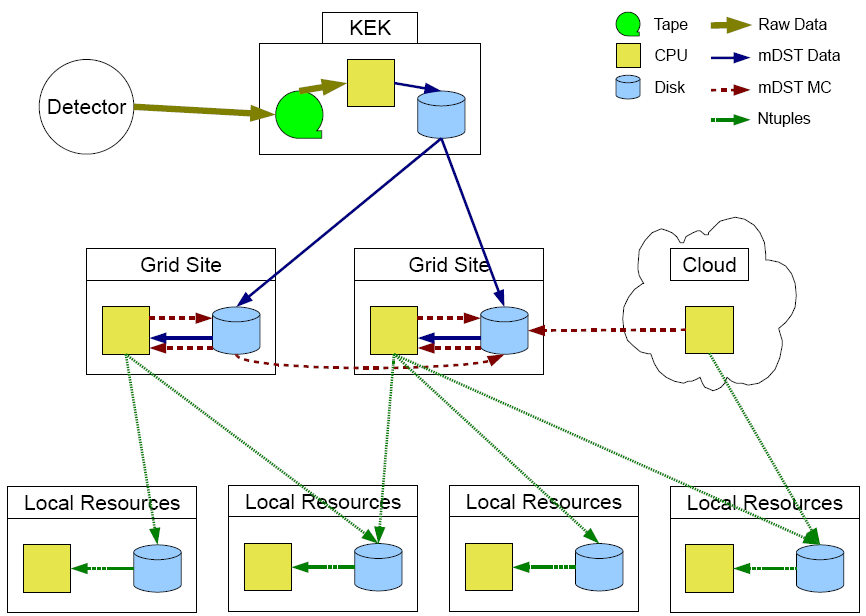 KEK
Detector
Tape
CPU
Disk
Raw Data
mDST Data
mDST MC
Ntuples
Grid Site
Grid Site
Cloud
Local Resources
Local Resources
Local Resources
Local Resources